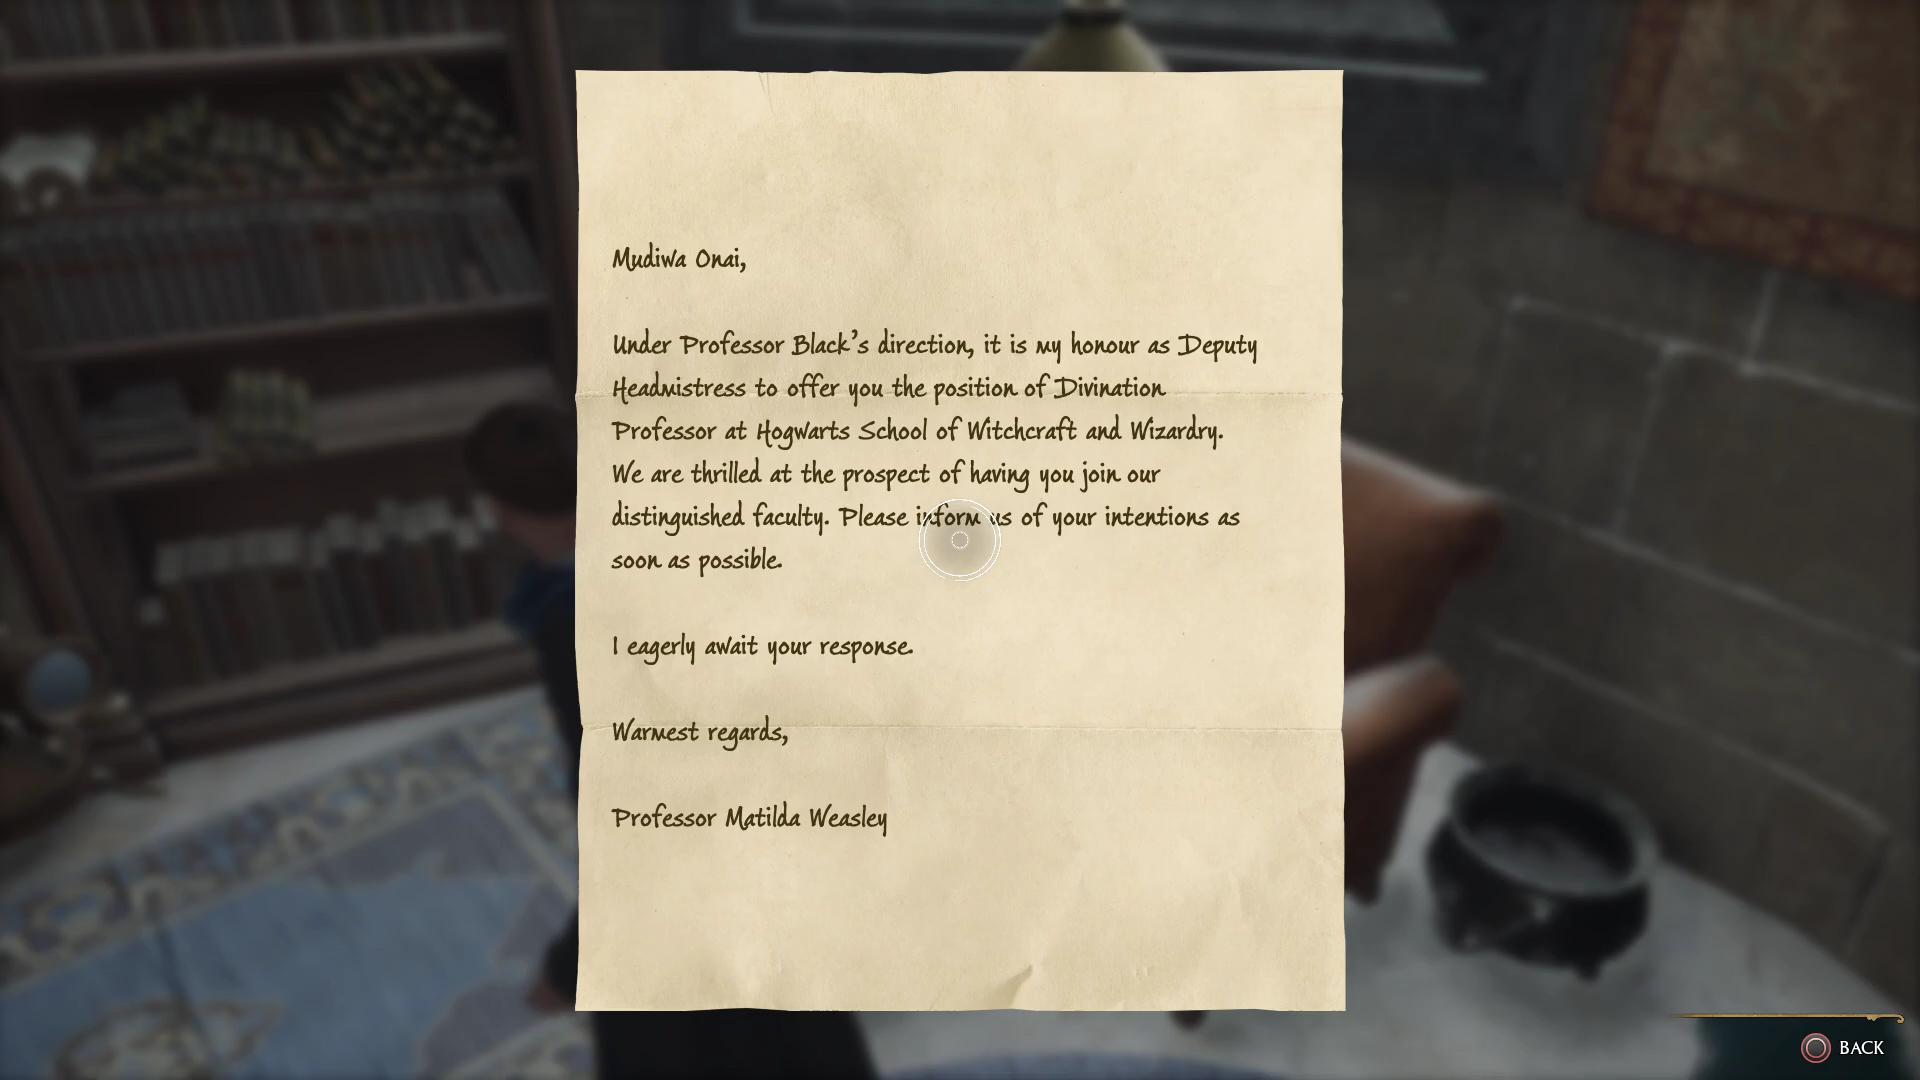 Mudiwa Onai,
Under Professor Black's direction, it is my honour as Deputy
Headmistress to offer you the position of Divination
Professor at Hogwarts School of Witchcraft and Wizardry.
We are thrilled at the prospect of having you join our
distinguished faculty. Please inform us of your intentions as
soon as possible.
I eagerly await your response.
Warmest regards,
Professor Matilda Weasley
BACK